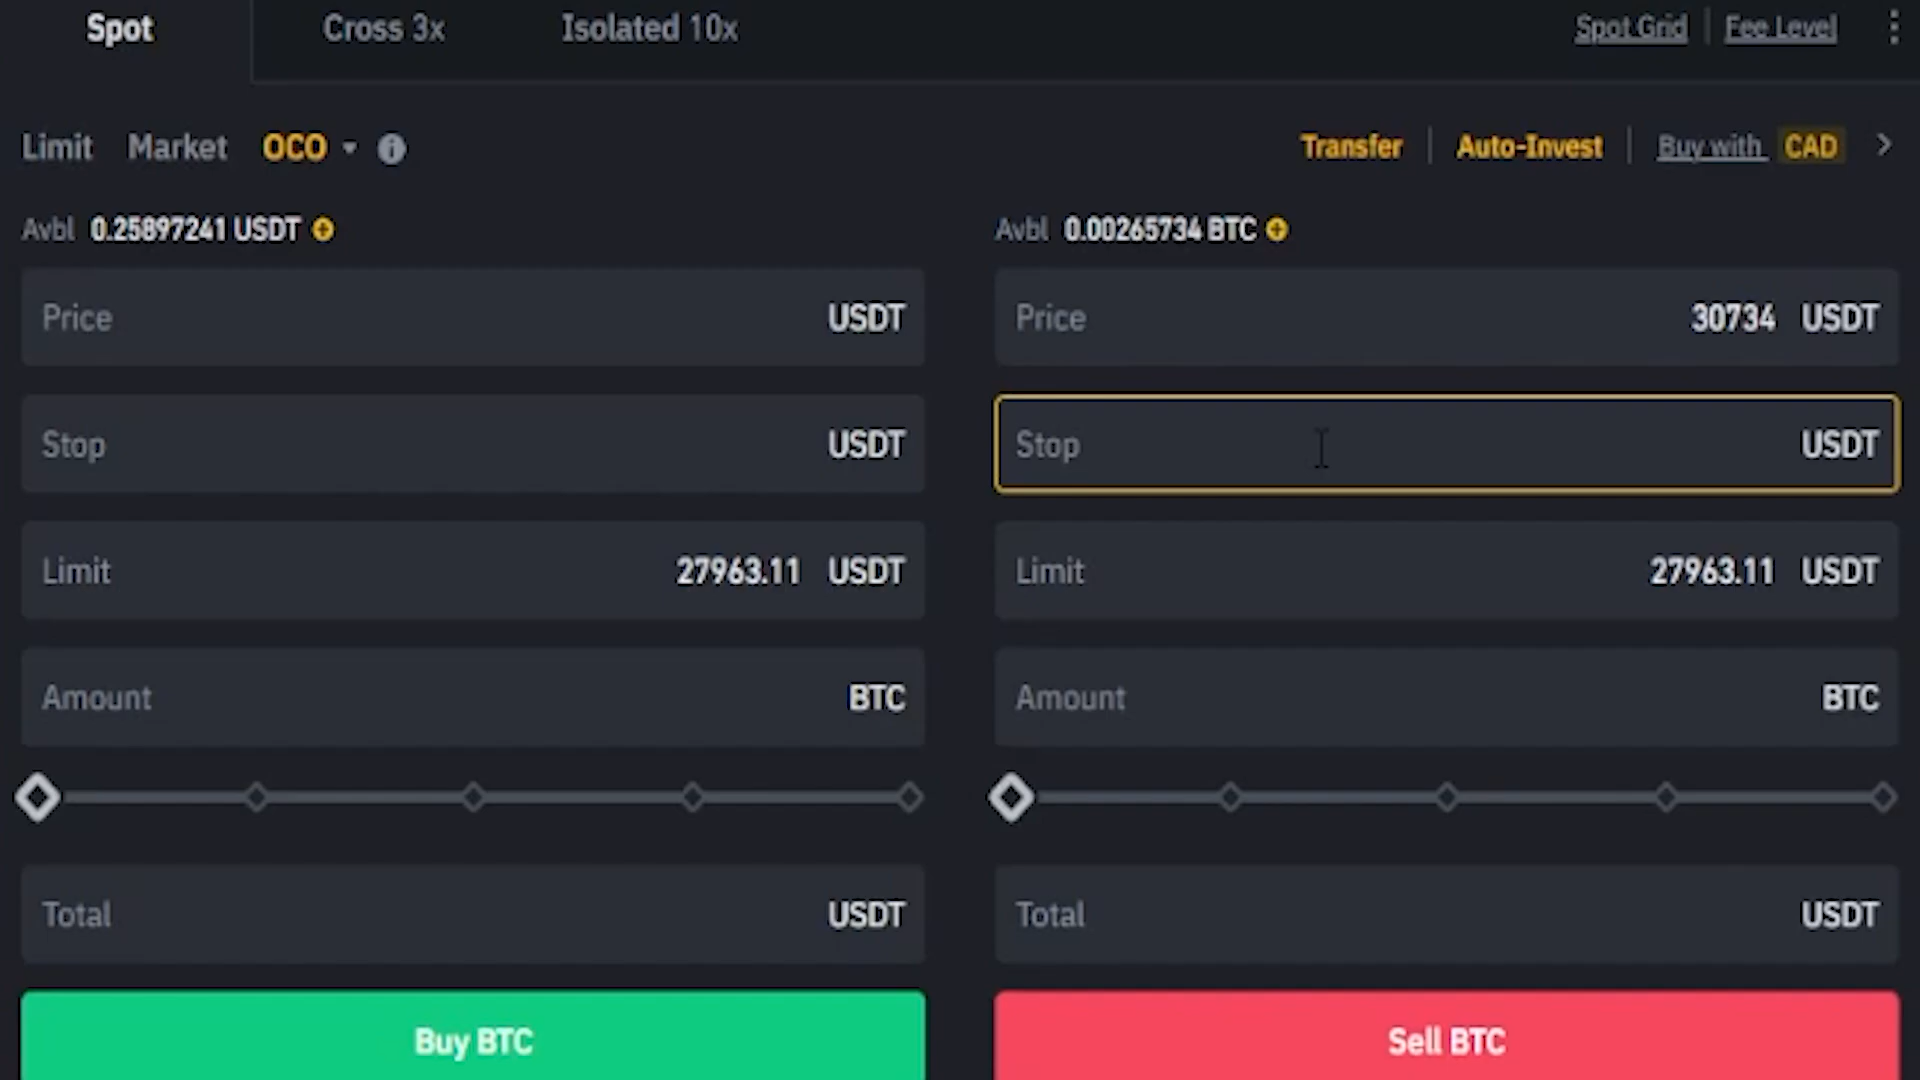 Spot Cross 3x Isolated 10x Spot Grid Fee Level
Limit Market OCO Transfer Auto-Invest Buy with CAD
Avbl 0.25897241 USDT
Price USDT
Stop USDT
Limit 27963.11 USDT
Amount BTC
Total USDT
Buy BTC
Avbl 0.00265734 BTC
Price 30734 USDT
Stop USDT
Limit 27963.11 USDT
Amount BTC
Total USDT
Sell BTC